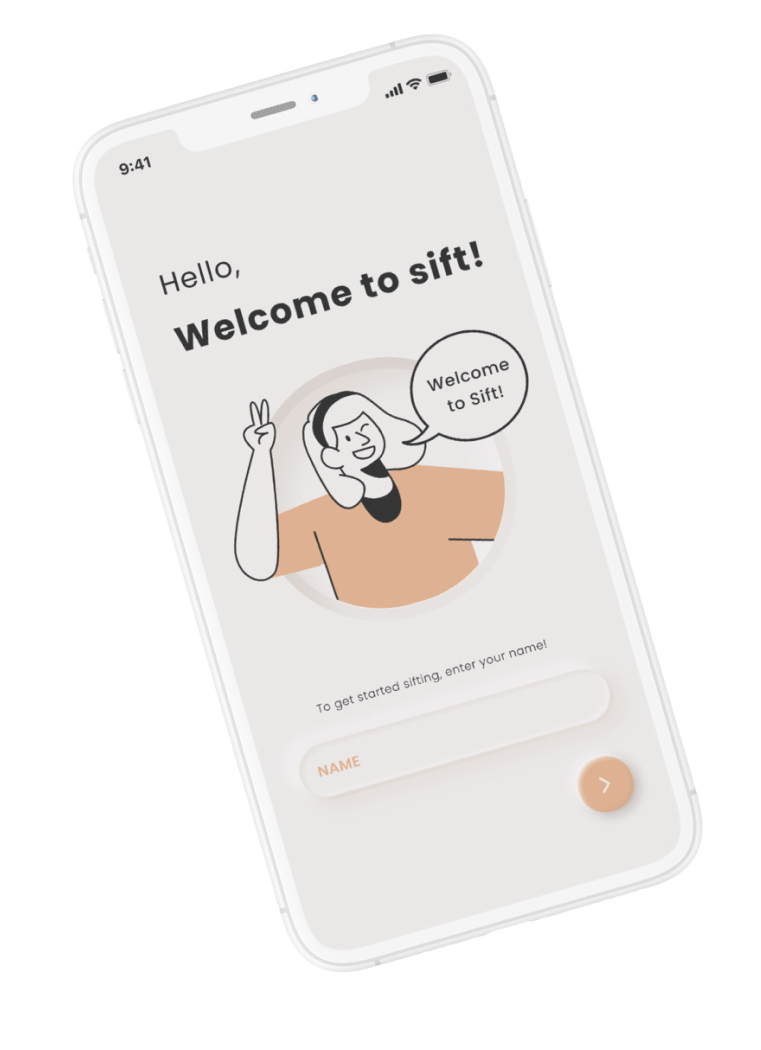 9:41
Hello,
Welcome to sift!
Welcome
to Sift!
To get started sifting, enter your name!
NAME